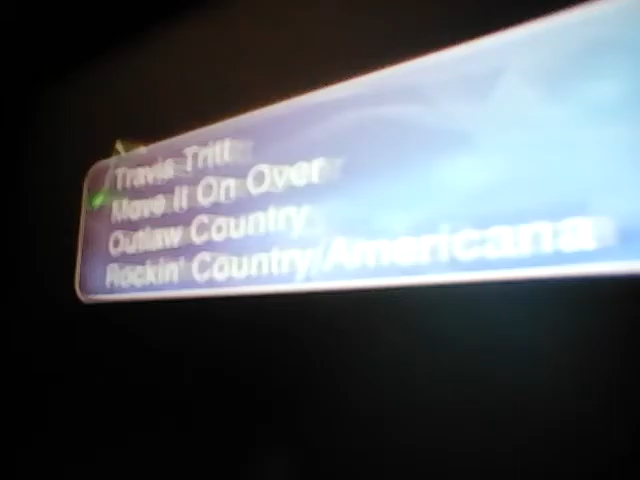 Travis Tritt
Move It On Over
Outlaw Country
Rockin' Country/Americana